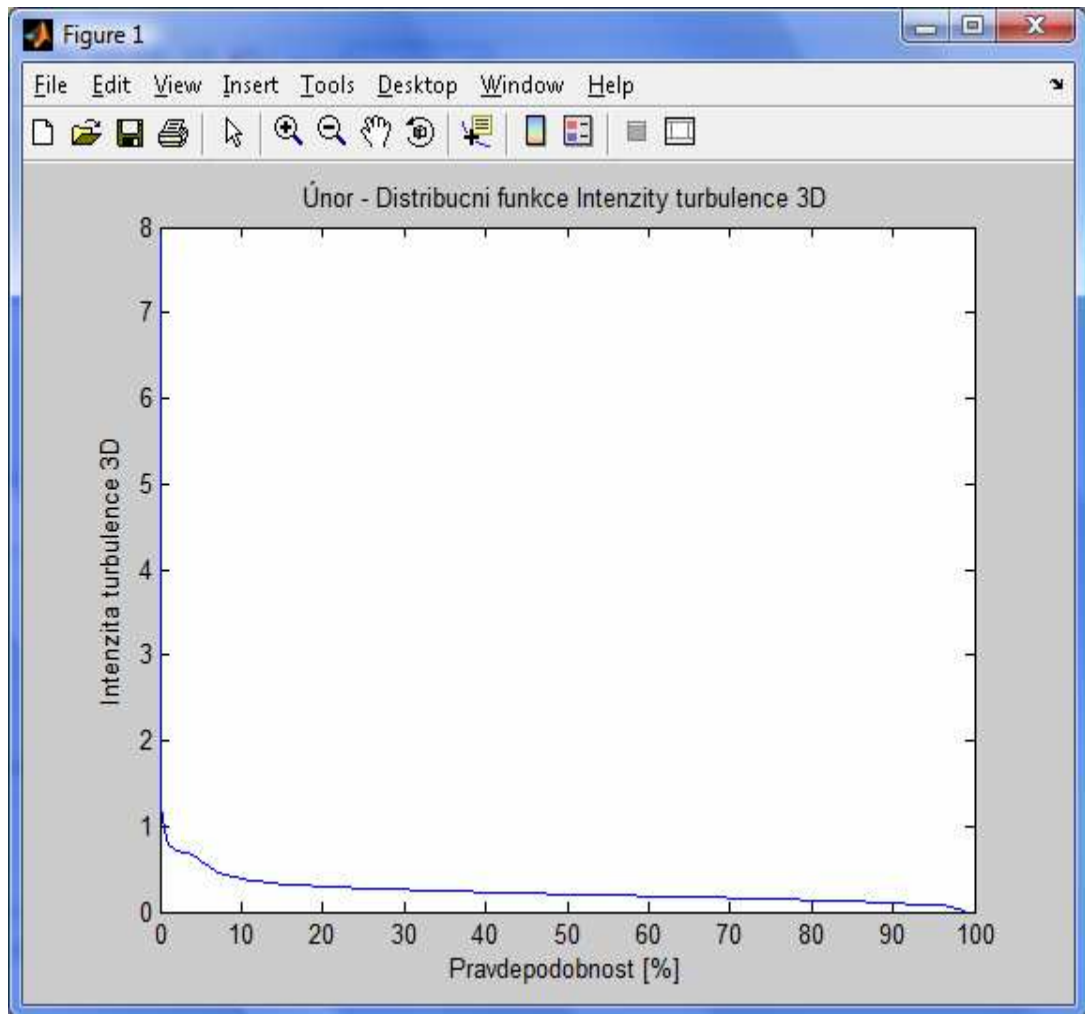 Figure 1
File Edit View Insert Tools Desktop Window Help
Únor - Distribucni funkce Intenzity turbulence 3D
8
7
6
5
4
3
2
1
0
Intenzita turbulence 3D
0 10 20 30 40 50 60 70 80 90 100
Pravdepodobnost [%]